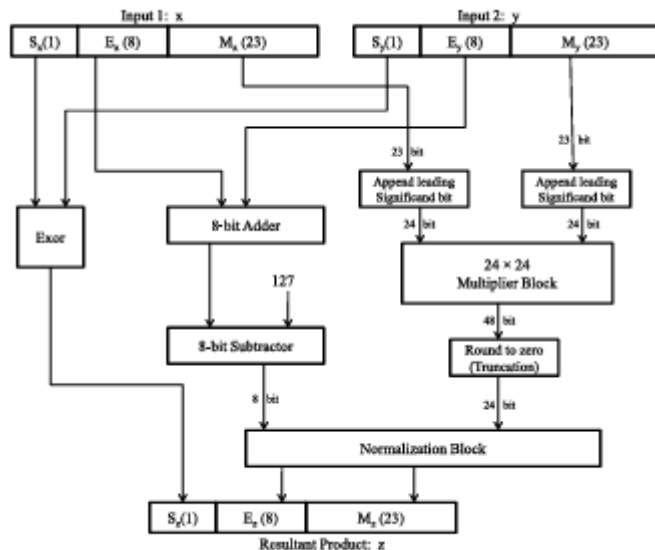 Input 1: x
Input 2: y
Sx(1) Ex (8) Mx (23)
Sy(1) Ey (8) My (23)
23 bit
23 bit
Append leading
Significand bit
Append leading
Significand bit
24 bit
24 bit
Exor
8-bit Adder
24 × 24
Multiplier Block
127
48 bit
8-bit Subtractor
Round to zero
(Truncation)
8 bit
24 bit
Normalization Block
Sz(1) Ez (8) Mz (23)
Resultant Product: z